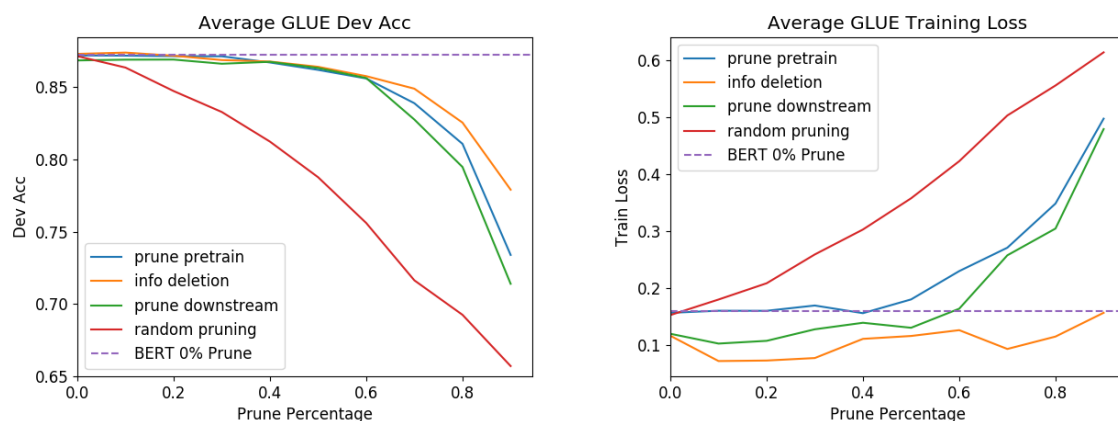 Average GLUE Dev Acc
Dev Acc
0.85
0.80
0.75
0.70
0.65
prune pretrain
info deletion
prune downstream
random pruning
BERT 0% Prune
0.0
0.2
0.4
0.6
0.8
Prune Percentage
Average GLUE Training Loss
Train Loss
0.6
0.5
0.4
0.3
0.2
0.1
prune pretrain
info deletion
prune downstream
random pruning
BERT 0% Prune
0.0
0.2
0.4
0.6
0.8
Prune Percentage